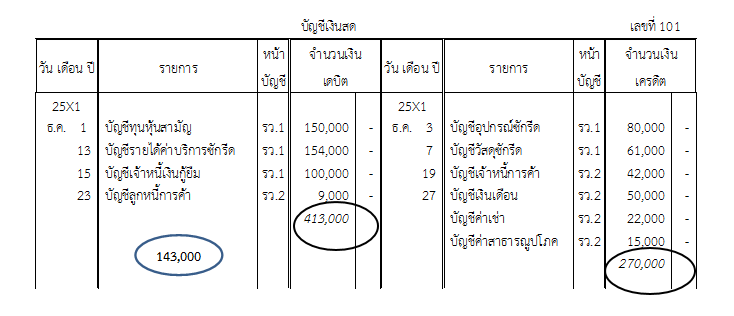 บัญชีเงินสด เลขที่ 101
วัน เดือน ปี รายการ หน้า บัญชี จำนวนเงิน เดบิต วัน เดือน ปี รายการ หน้า บัญชี จำนวนเงิน เครดิต
25X1 25X1
ธ.ค. 1 บัญชีทุนหุ้นสามัญ รว.1 150,000 - ธ.ค. 3 บัญชีอุปกรณ์ซักรีด รว.1 80,000 -
13 บัญชีรายได้ค่าบริการซักรีด รว.1 154,000 - 7 บัญชีวัสดุซักรีด รว.1 61,000 -
15 บัญชีเจ้าหนี้เงินกู้ยืม รว.1 100,000 - 19 บัญชีเจ้าหนี้การค้า รว.2 42,000 -
23 บัญชีลูกหนี้การค้า รว.2 9,000 - 27 บัญชีเงินเดือน รว.2 50,000 -
413,000 บัญชีค่าเช่า รว.2 22,000 -
บัญชีค่าสาธารณูปโภค รว.2 15,000 -
143,000 270,000